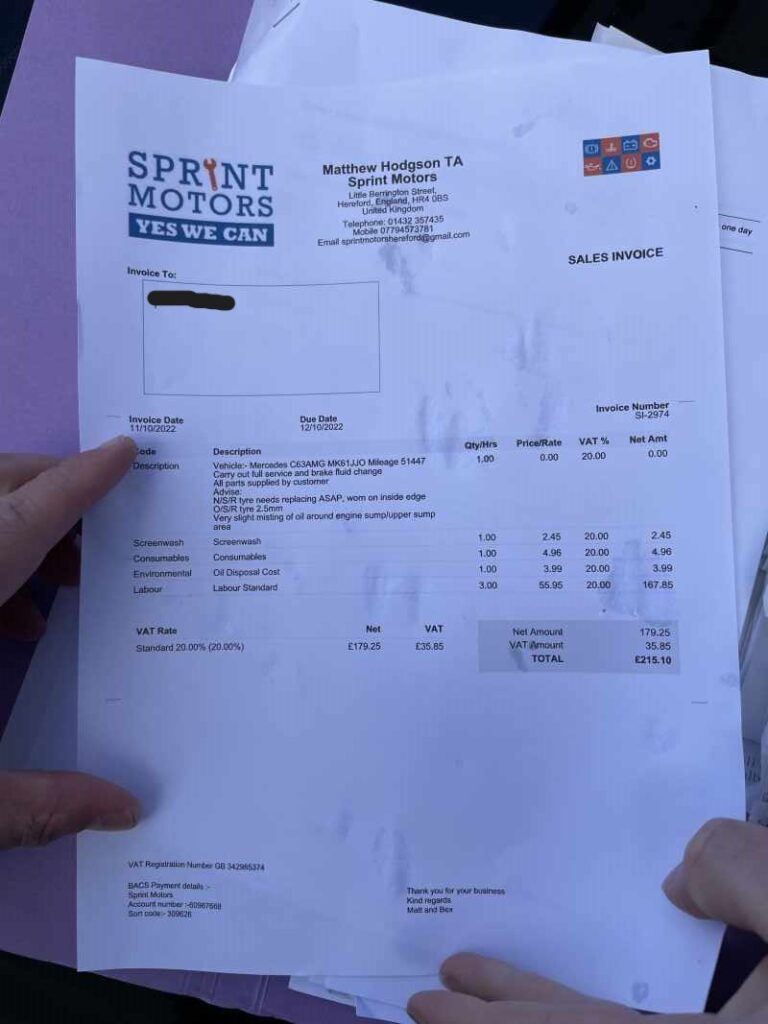 SPRINT
MOTORS
YES WE CAN
Matthew Hodgson TA
Sprint Motors
Little Berrington Street,
Hereford, England, HR4 0BS
United Kingdom
Telephone: 01432 357435
Mobile 07794573781
Email sprintmotorshereford@gmail.com
SALES INVOICE
one day
Invoice To:
Invoice Date Due Date Invoice Number
11/10/2022 12/10/2022 SI-2974
Code Description Qty/Hrs Price/Rate VAT % Net Amt
Description Vehicle:- Mercedes C63AMG MK61JJO Mileage 51447 1.00 0.00 20.00 0.00
Carry out full service and brake fluid change
All parts supplied by customer
Advise:
N/S/R tyre needs replacing ASAP, worn on inside edge
O/S/R tyre 2.5mm
Very slight misting of oil around engine sump/upper sump
area
Screenwash Screenwash 1.00 2.45 20.00 2.45
Consumables Consumables 1.00 4.96 20.00 4.96
Environmental Oil Disposal Cost 1.00 3.99 20.00 3.99
Labour Labour Standard 3.00 55.95 20.00 167.85
VAT Rate Net VAT
Standard 20.00% (20.00%) £179.25 £35.85
Net Amount 179.25
VAT Amount 35.85
TOTAL £215.10
VAT Registration Number GB 342985374
BACS Payment details :-
Sprint Motors
Account number :-60967668
Sort code:- 309626
Thank you for your business
Kind regards
Matt and Bex